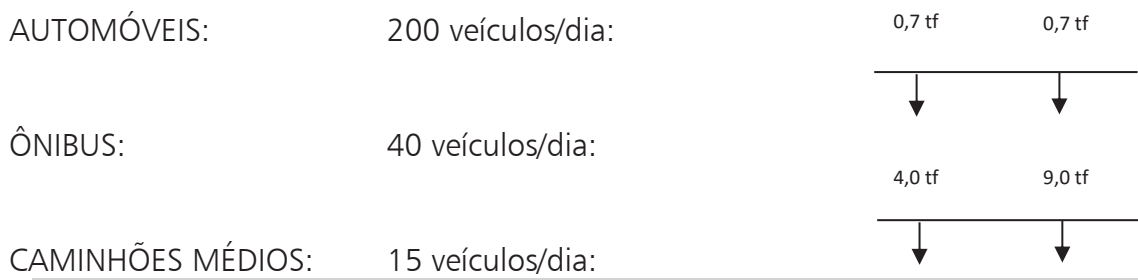 AUTOMÓVEIS: 200 veículos/dia: 0,7 tf 0,7 tf
ÔNIBUS: 40 veículos/dia:
4,0 tf 9,0 tf
CAMINHÕES MÉDIOS: 15 veículos/dia: